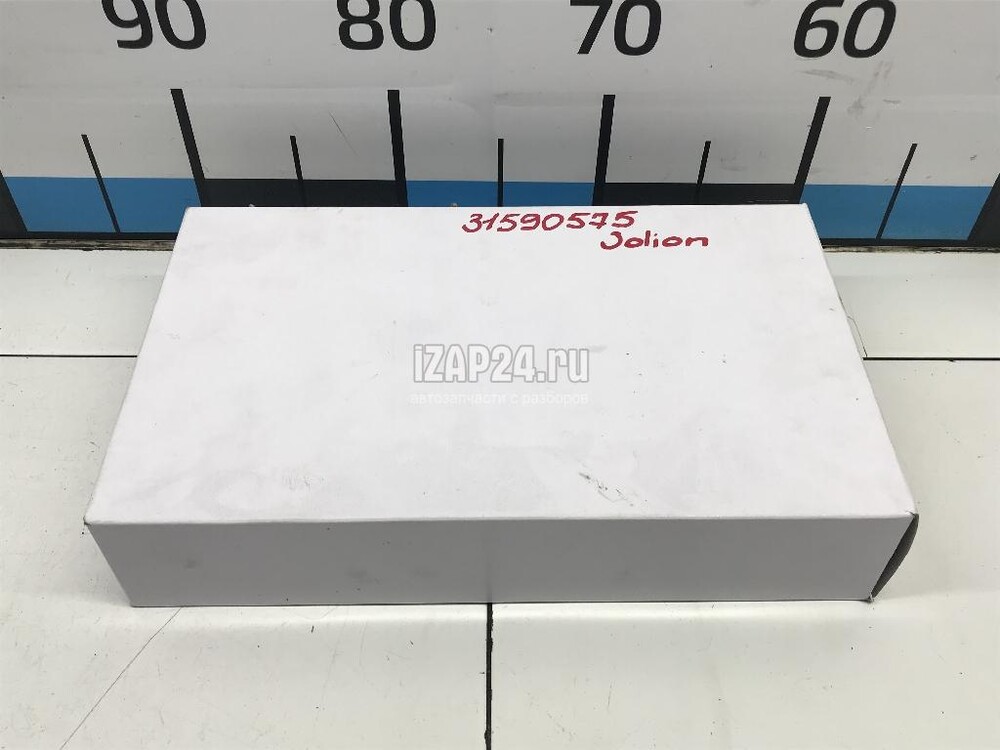 90 80 70 60
31590575
Jolion
iZAP24.ru
автозапчасти с разборов